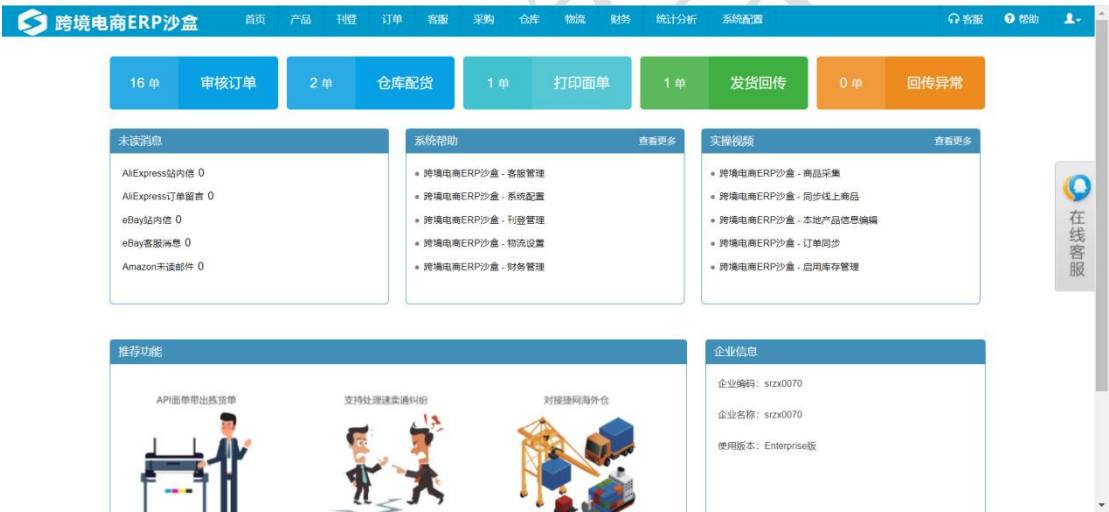 跨境电商ERP沙盒 首页 产品 刊登 订单 客服 采购 仓库 物流 财务 统计分析 系统配置 客服 帮助
16 单 审核订单 2 单 仓库配货 1 单 打印面单 1 单 发货回传 0 单 回传异常
未读消息
AliExpress站内信 0
AliExpress订单留言 0
eBay站内信 0
eBay客服消息 0
Amazon未读邮件 0
系统帮助 查看更多
跨境电商ERP沙盒 - 客服管理
跨境电商ERP沙盒 - 系统配置
跨境电商ERP沙盒 - 刊登管理
跨境电商ERP沙盒 - 物流设置
跨境电商ERP沙盒 - 财务管理
实操视频 查看更多
跨境电商ERP沙盒 - 商品采集
跨境电商ERP沙盒 - 同步线上商品
跨境电商ERP沙盒 - 本地产品信息编辑
跨境电商ERP沙盒 - 订单同步
跨境电商ERP沙盒 - 启用库存管理
在线客服
推荐功能
API面单带出拣货单 支持处理速卖通纠纷 对接捷网海外仓
企业信息
企业编码：srzx0070
企业名称：srzx0070
使用版本：Enterprise版